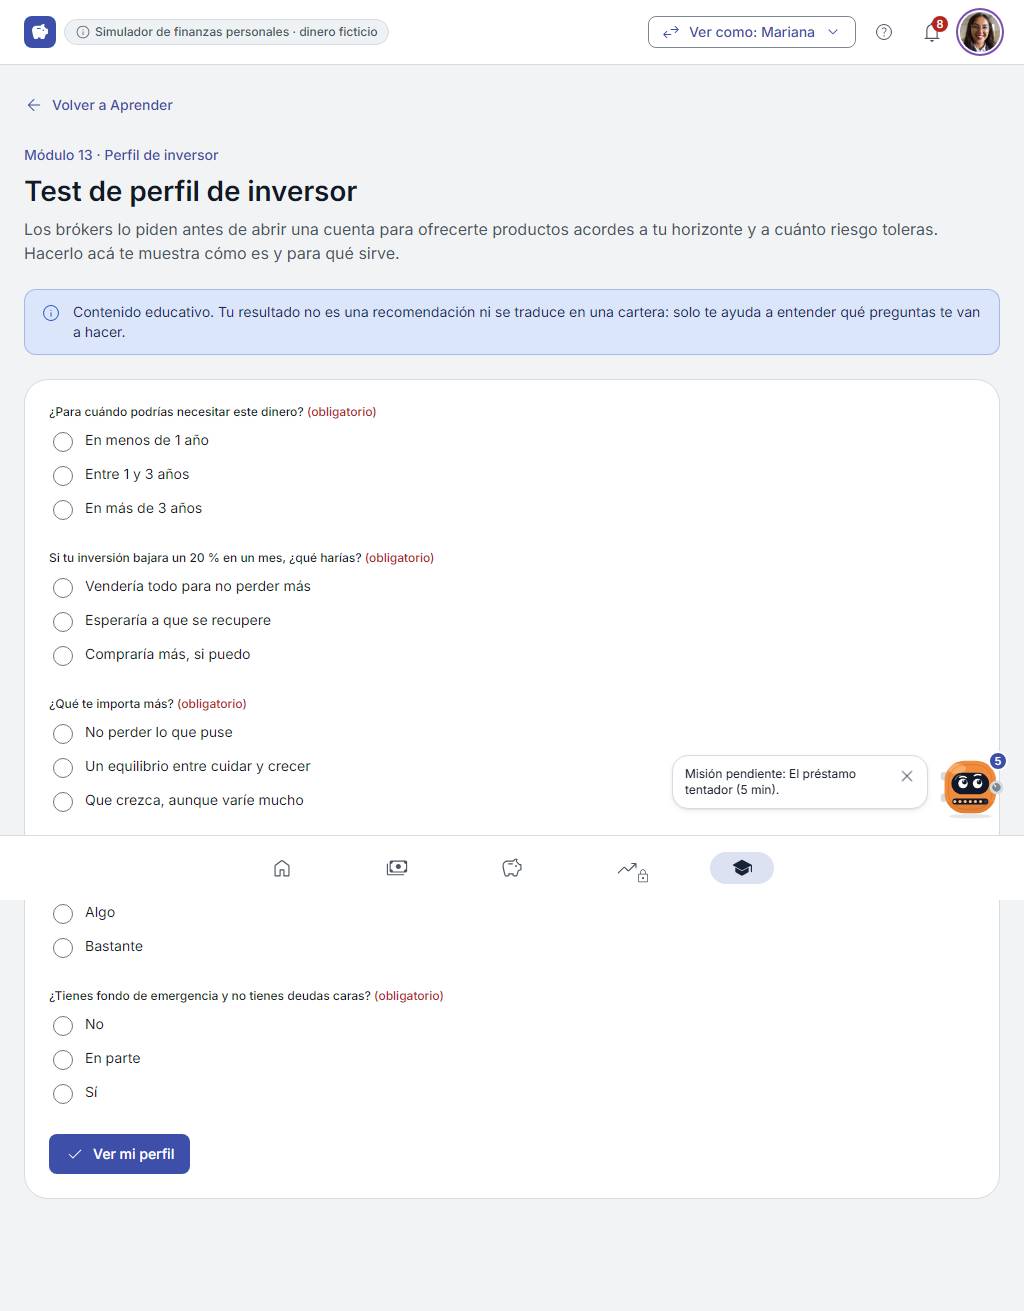 Simulador de finanzas personales · dinero ficticio
Ver como: Mariana
8
Volver a Aprender
Módulo 13 · Perfil de inversor
Test de perfil de inversor
Los brókers lo piden antes de abrir una cuenta para ofrecerte productos acordes a tu horizonte y a cuánto riesgo toleras.
Hacerlo acá te muestra cómo es y para qué sirve.
Contenido educativo. Tu resultado no es una recomendación ni se traduce en una cartera: solo te ayuda a entender qué preguntas te van
a hacer.
¿Para cuándo podrías necesitar este dinero? (obligatorio)
En menos de 1 año
Entre 1 y 3 años
En más de 3 años
Si tu inversión bajara un 20 % en un mes, ¿qué harías? (obligatorio)
Vendería todo para no perder más
Esperaría a que se recupere
Compraría más, si puedo
¿Qué te importa más? (obligatorio)
No perder lo que puse
Un equilibrio entre cuidar y crecer
Que crezca, aunque varíe mucho
Misión pendiente: El préstamo
tentador (5 min).
5
Algo
Bastante
¿Tienes fondo de emergencia y no tienes deudas caras? (obligatorio)
No
En parte
Sí
Ver mi perfil